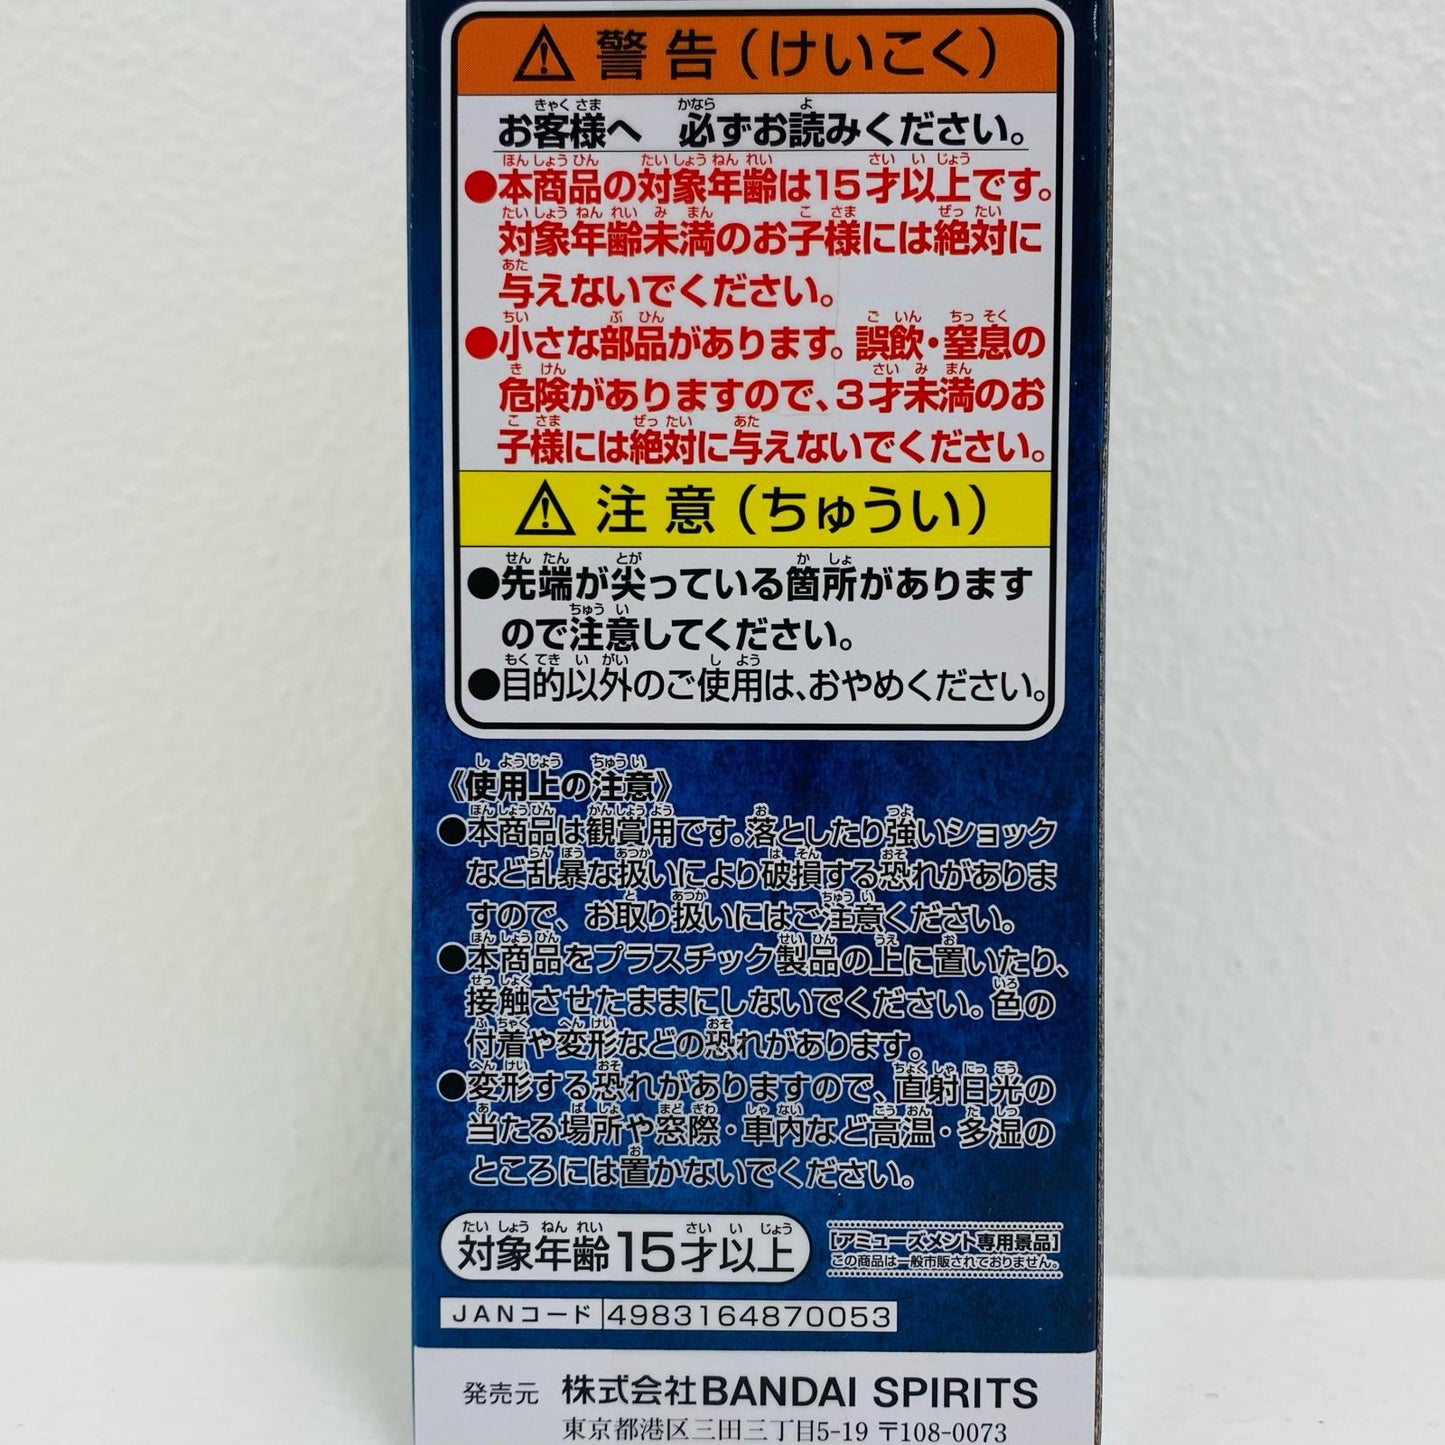 警告（けいこく）
お客様へ 必ずお読みください。
●本商品の対象年齢は15才以上です。
対象年齢未満のお子様には絶対に
与えないでください。
●小さな部品があります。誤飲・窒息の
危険がありますので、3才未満のお
子様には絶対に与えないでください。
注意（ちゅうい）
●先端が尖っている箇所があります
ので注意してください。
●目的以外のご使用は、おやめください。
《使用上の注意》
●本商品は観賞用です。落としたり強いショック
など乱暴な扱いにより破損する恐れがありま
すので、お取り扱いにはご注意ください。
●本商品をプラスチック製品の上に置いたり、
接触させたままにしないでください。色の
付着や変形などの恐れがあります。
●変形する恐れがありますので、直射日光の
当たる場所や窓際・車内など高温・多湿の
ところには置かないでください。
対象年齢15才以上
[アミューズメント専用景品]
この商品は一般市販されておりません。
JANコード 4983164870053
発売元 株式会社BANDAI SPIRITS
東京都港区三田三丁目5-19 〒108-0073